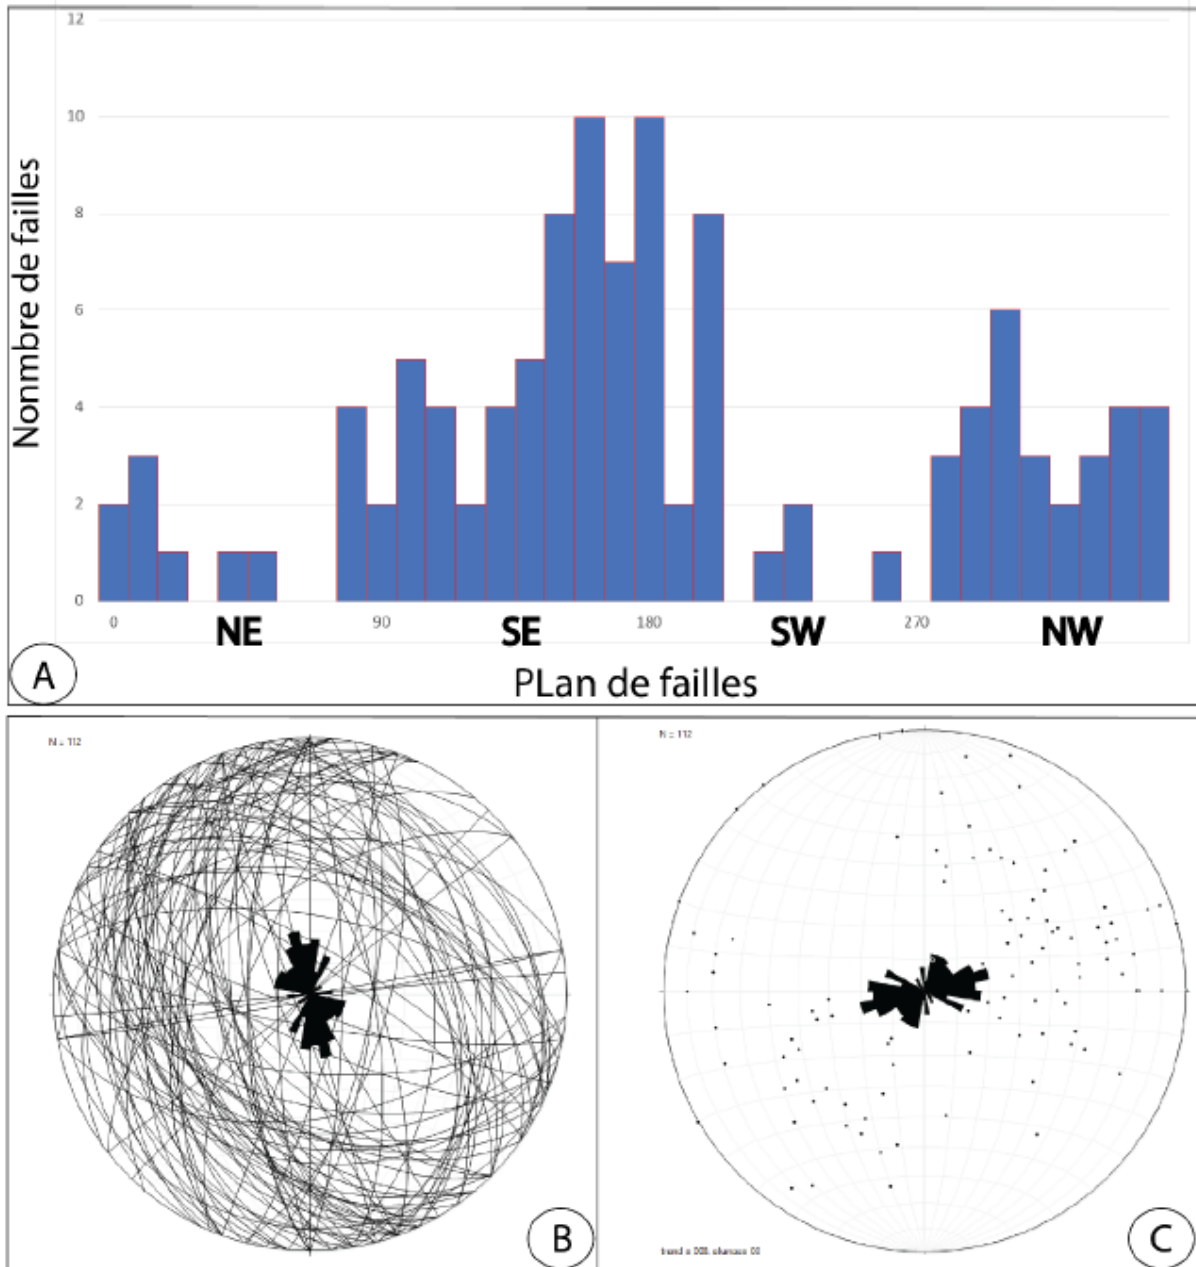 12
10
8
6
4
2
0
Nonmbre de failles
0 90 180 270
NE SE SW NW
PLan de failles
A
N = 112
B
N = 112
C